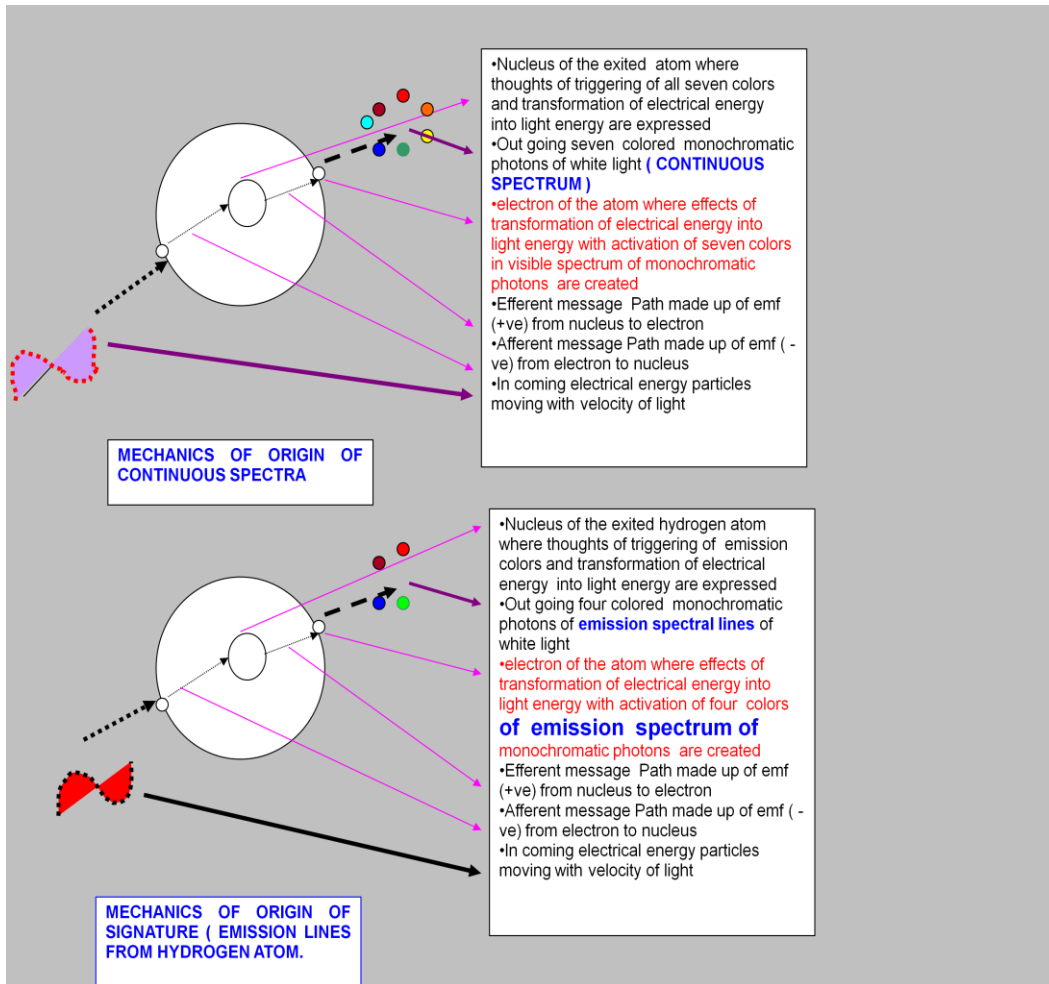 •Nucleus of the exited atom where
thoughts of triggering of all seven colors
and transformation of electrical energy
into light energy are expressed
•Out going seven colored monochromatic
photons of white light ( CONTINUOUS
SPECTRUM )
•electron of the atom where effects of
transformation of electrical energy into
light energy with activation of seven colors
in visible spectrum of monochromatic
photons are created
•Efferent message Path made up of emf
(+ve) from nucleus to electron
•Afferent message Path made up of emf ( -
ve) from electron to nucleus
•In coming electrical energy particles
moving with velocity of light
MECHANICS OF ORIGIN OF
CONTINUOUS SPECTRA
•Nucleus of the exited hydrogen atom
where thoughts of triggering of emission
colors and transformation of electrical
energy into light energy are expressed
•Out going four colored monochromatic
photons of emission spectral lines of
white light
•electron of the atom where effects of
transformation of electrical energy into
light energy with activation of four colors
of emission spectrum of
monochromatic photons are created
•Efferent message Path made up of emf
(+ve) from nucleus to electron
•Afferent message Path made up of emf ( -
ve) from electron to nucleus
•In coming electrical energy particles
moving with velocity of light
MECHANICS OF ORIGIN OF
SIGNATURE ( EMISSION LINES
FROM HYDROGEN ATOM.